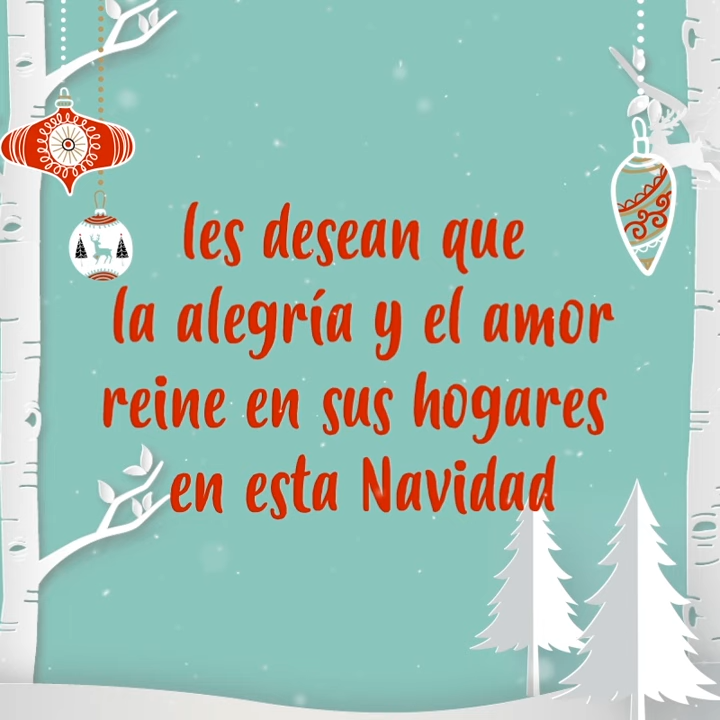 les desean que
la alegría y el amor
reine en sus hogares
en esta Navidad